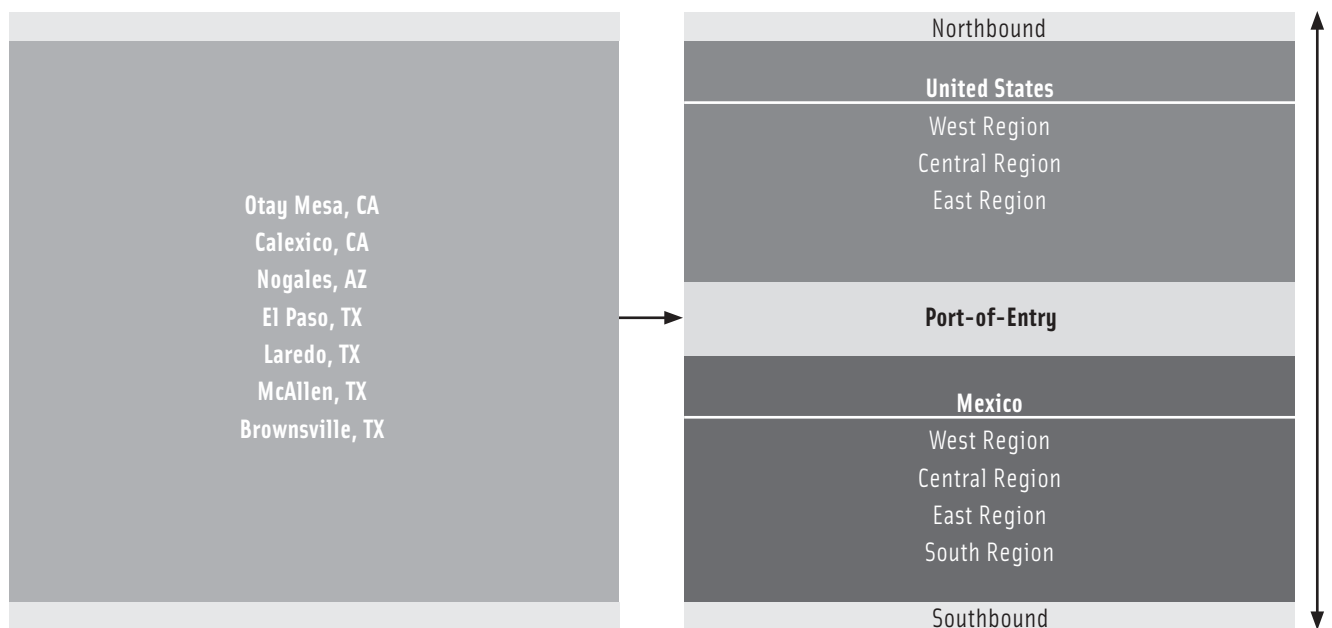 Otay Mesa, CA
Calexico, CA
Nogales, AZ
El Paso, TX
Laredo, TX
McAllen, TX
Brownsville, TX
Northbound
United States
West Region
Central Region
East Region
Port-of-Entry
Mexico
West Region
Central Region
East Region
South Region
Southbound